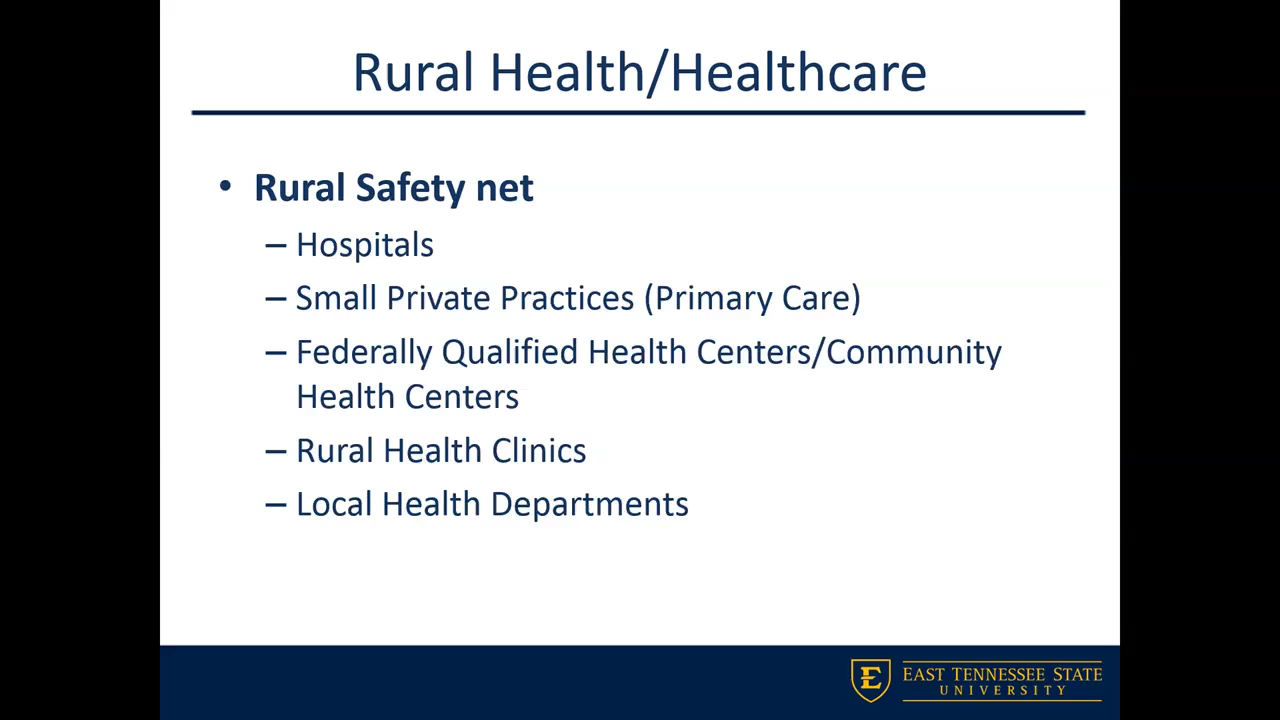 Rural Health/Healthcare
• Rural Safety net
– Hospitals
– Small Private Practices (Primary Care)
– Federally Qualified Health Centers/Community
Health Centers
– Rural Health Clinics
– Local Health Departments
E
EAST TENNESSEE STATE
UNIVERSITY